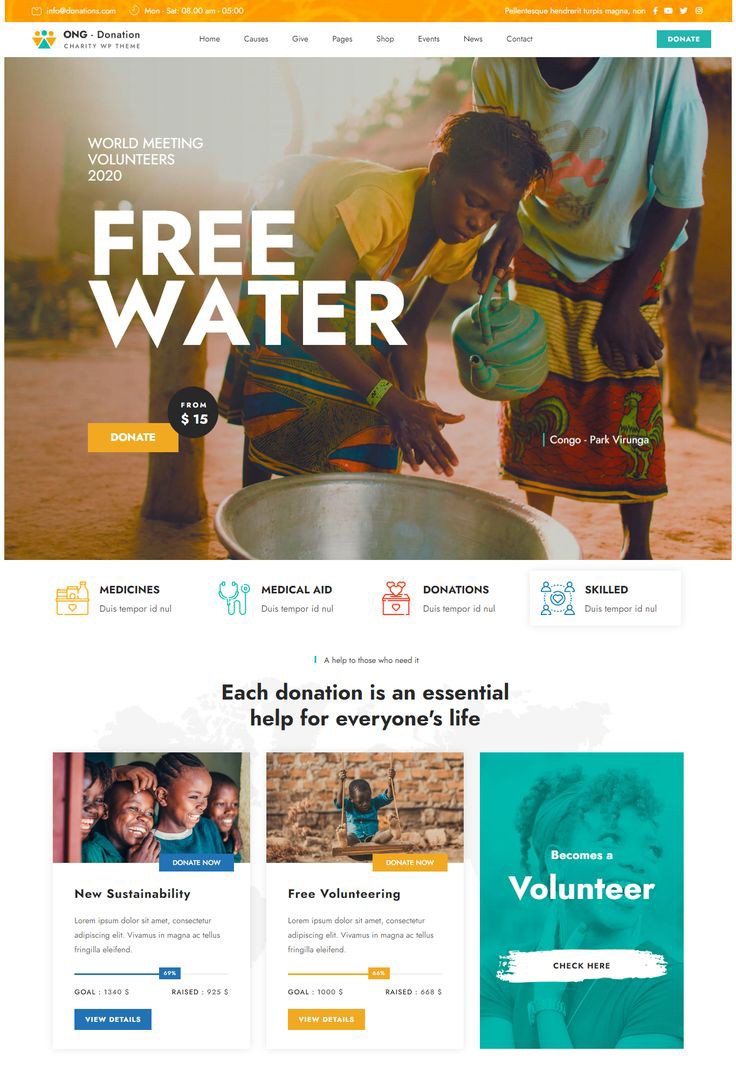 info@donations.com
Mon - Sat: 08.00 am - 05:00
Pellentesque hendrerit turpis magna, non
ONG - Donation
CHARITY WP THEME
Home
Causes
Give
Pages
Shop
Events
News
Contact
DONATE
WORLD MEETING
VOLUNTEERS
2020
FREE
WATER
FROM
$ 15
DONATE
Congo - Park Virunga
MEDICINES
Duis tempor id nul
MEDICAL AID
Duis tempor id nul
DONATIONS
Duis tempor id nul
SKILLED
Duis tempor id nul
A help to those who need it
Each donation is an essential
help for everyone's life
DONATE NOW
New Sustainability
Lorem ipsum dolor sit amet, consectetur
adipiscing elit. Vivamus in magna ac tellus
fringilla eleifend.
69%
GOAL : 1340 $
RAISED : 925 $
VIEW DETAILS
DONATE NOW
Free Volunteering
Lorem ipsum dolor sit amet, consectetur
adipiscing elit. Vivamus in magna ac tellus
fringilla eleifend.
66%
GOAL : 1000 $
RAISED : 668 $
VIEW DETAILS
Becomes a
Volunteer
CHECK HERE